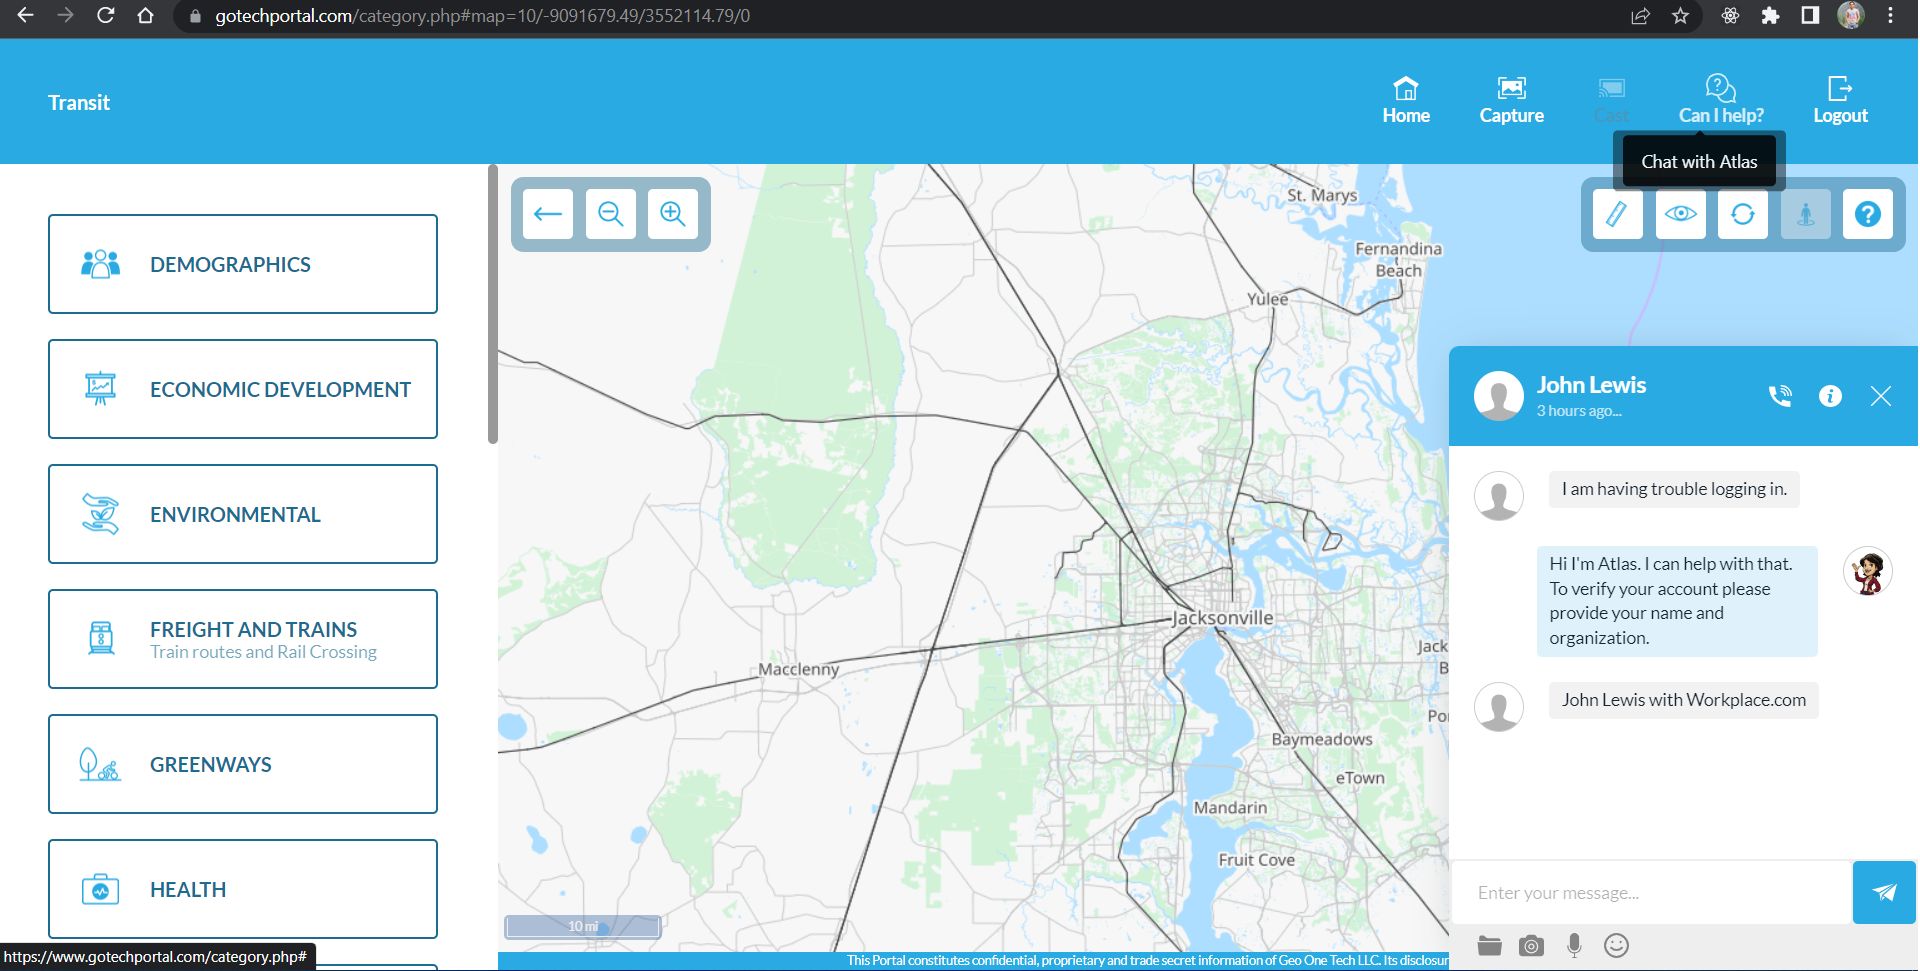 gotechportal.com/category.php#map=10/-9091679.49/3552114.79/0
Transit
Home
Capture
Cast
Can I help?
Logout
Chat with Atlas
DEMOGRAPHICS
ECONOMIC DEVELOPMENT
ENVIRONMENTAL
FREIGHT AND TRAINS
Train routes and Rail Crossing
GREENWAYS
HEALTH
St. Marys
Fernandina
Beach
Yulee
Jacksonville
Macclenny
Jack
B
Po
Baymeadows
eTown
Mandarin
Fruit Cove
10 mi
John Lewis
3 hours ago...
I am having trouble logging in.
Hi I'm Atlas. I can help with that.
To verify your account please
provide your name and
organization.
John Lewis with Workplace.com
Enter your message...
https://www.gotechportal.com/category.php#
This Portal constitutes confidential, proprietary and trade secret information of Geo One Tech LLC. Its disclosur